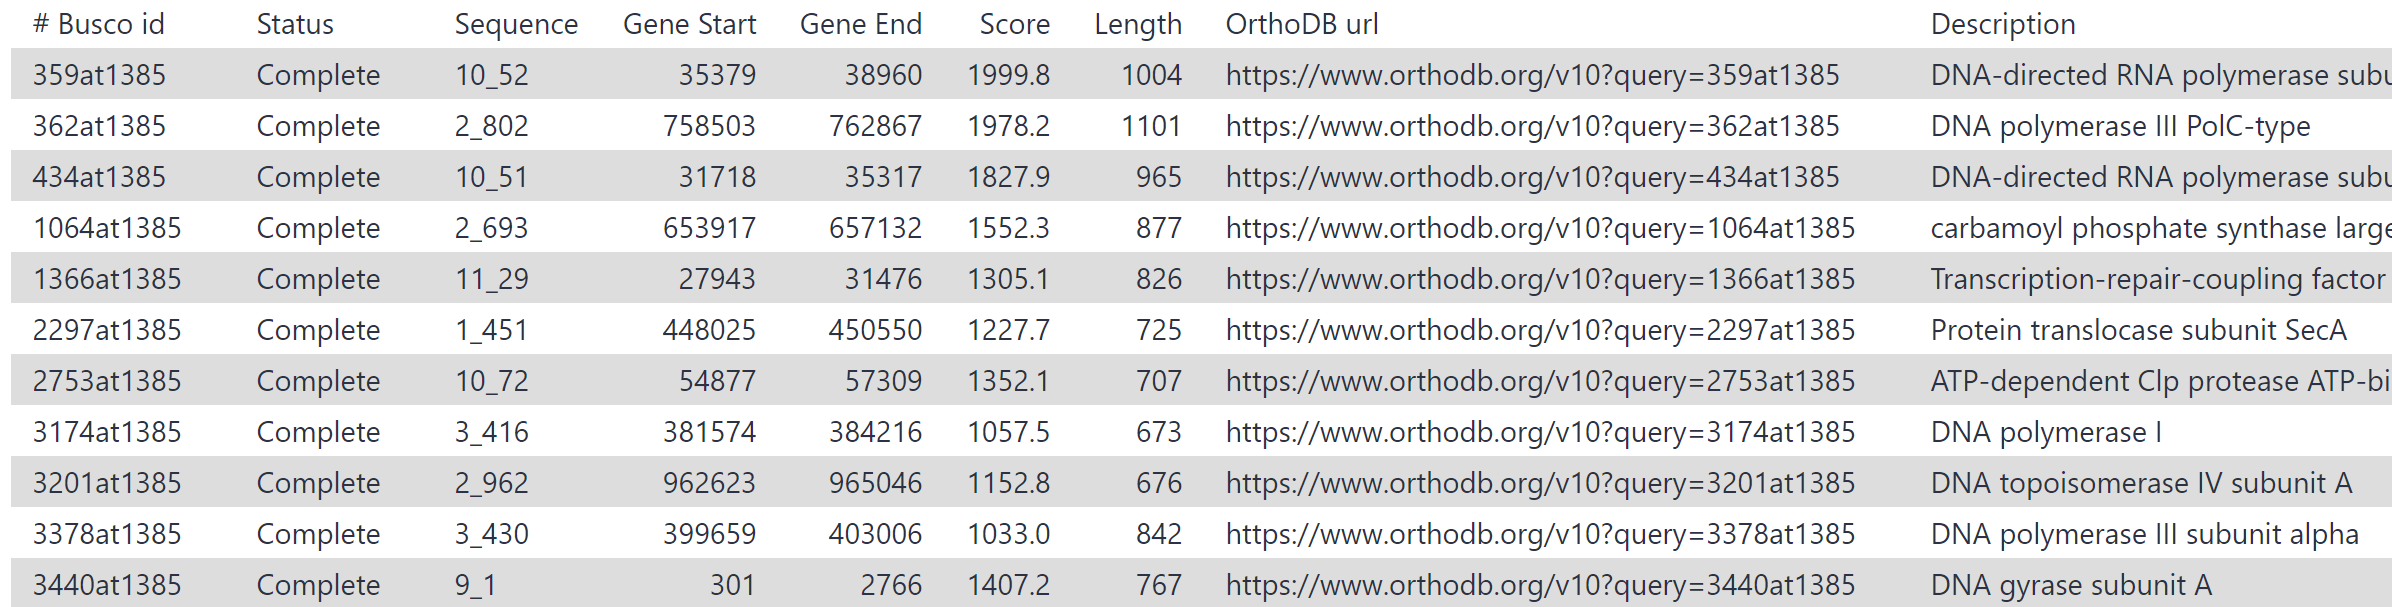 # Busco id Status Sequence Gene Start Gene End Score Length OrthoDB url Description
359at1385 Complete 10_52 35379 38960 1999.8 1004 https://www.orthodb.org/v10?query=359at1385 DNA-directed RNA polymerase subu
362at1385 Complete 2_802 758503 762867 1978.2 1101 https://www.orthodb.org/v10?query=362at1385 DNA polymerase III PolC-type
434at1385 Complete 10_51 31718 35317 1827.9 965 https://www.orthodb.org/v10?query=434at1385 DNA-directed RNA polymerase subu
1064at1385 Complete 2_693 653917 657132 1552.3 877 https://www.orthodb.org/v10?query=1064at1385 carbamoyl phosphate synthase large
1366at1385 Complete 11_29 27943 31476 1305.1 826 https://www.orthodb.org/v10?query=1366at1385 Transcription-repair-coupling factor
2297at1385 Complete 1_451 448025 450550 1227.7 725 https://www.orthodb.org/v10?query=2297at1385 Protein translocase subunit SecA
2753at1385 Complete 10_72 54877 57309 1352.1 707 https://www.orthodb.org/v10?query=2753at1385 ATP-dependent Clp protease ATP-bi
3174at1385 Complete 3_416 381574 384216 1057.5 673 https://www.orthodb.org/v10?query=3174at1385 DNA polymerase I
3201at1385 Complete 2_962 962623 965046 1152.8 676 https://www.orthodb.org/v10?query=3201at1385 DNA topoisomerase IV subunit A
3378at1385 Complete 3_430 399659 403006 1033.0 842 https://www.orthodb.org/v10?query=3378at1385 DNA polymerase III subunit alpha
3440at1385 Complete 9_1 301 2766 1407.2 767 https://www.orthodb.org/v10?query=3440at1385 DNA gyrase subunit A